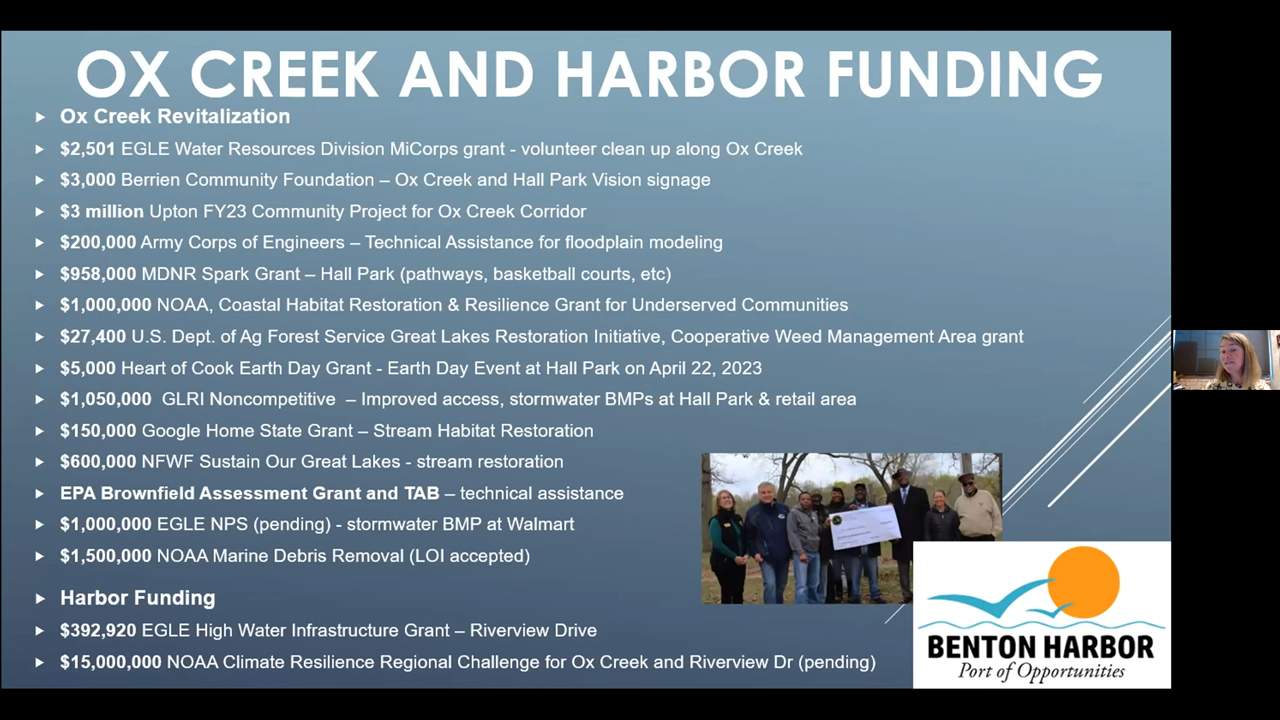 OX CREEK AND HARBOR FUNDING
Ox Creek Revitalization
$2,501 EGLE Water Resources Division MiCorps grant - volunteer clean up along Ox Creek
$3,000 Berrien Community Foundation – Ox Creek and Hall Park Vision signage
$3 million Upton FY23 Community Project for Ox Creek Corridor
$200,000 Army Corps of Engineers – Technical Assistance for floodplain modeling
$958,000 MDNR Spark Grant – Hall Park (pathways, basketball courts, etc)
$1,000,000 NOAA, Coastal Habitat Restoration & Resilience Grant for Underserved Communities
$27,400 U.S. Dept. of Ag Forest Service Great Lakes Restoration Initiative, Cooperative Weed Management Area grant
$5,000 Heart of Cook Earth Day Grant - Earth Day Event at Hall Park on April 22, 2023
$1,050,000 GLRI Noncompetitive – Improved access, stormwater BMPs at Hall Park & retail area
$150,000 Google Home State Grant – Stream Habitat Restoration
$600,000 NFWF Sustain Our Great Lakes - stream restoration
EPA Brownfield Assessment Grant and TAB – technical assistance
$1,000,000 EGLE NPS (pending) - stormwater BMP at Walmart
$1,500,000 NOAA Marine Debris Removal (LOI accepted)
Harbor Funding
$392,920 EGLE High Water Infrastructure Grant – Riverview Drive
$15,000,000 NOAA Climate Resilience Regional Challenge for Ox Creek and Riverview Dr (pending)
BENTON HARBOR
Port of Opportunities